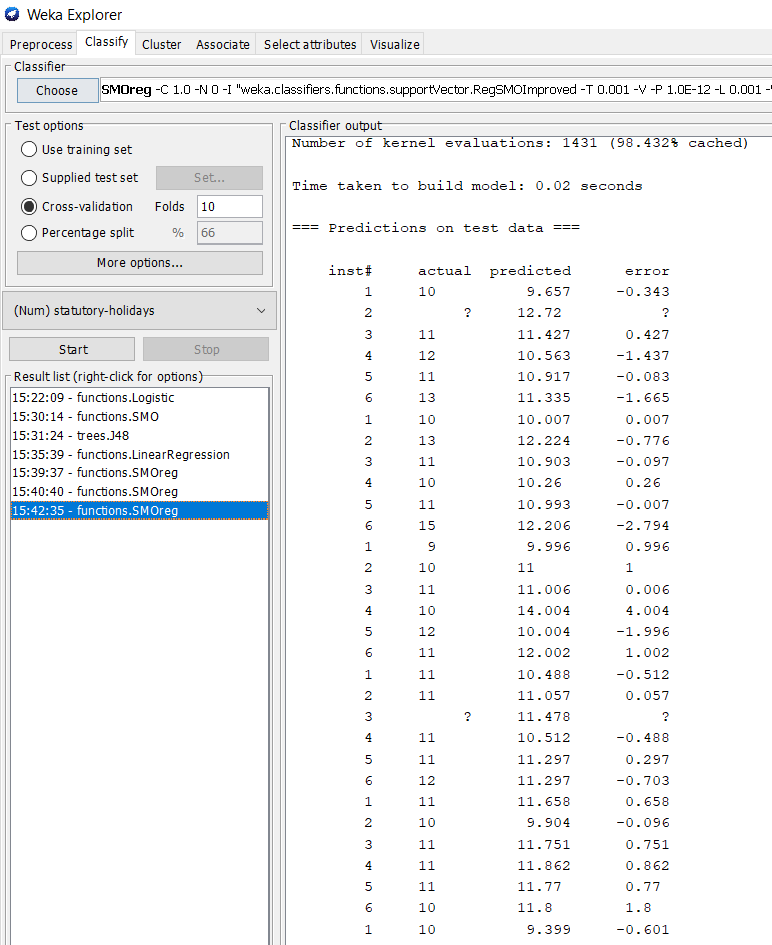 Weka Explorer
Preprocess Classify Cluster Associate Select attributes Visualize
Classifier
Choose SMOreg -C 1.0 -N 0 -I "weka.classifiers.functions.supportVector.RegSMOImproved -T 0.001 -V -P 1.0E-12 -L 0.001 -
Test options
Use training set
Supplied test set Set...
Cross-validation Folds 10
Percentage split % 66
More options...
(Num) statutory-holidays
Start Stop
Result list (right-click for options)
15:22:09 - functions.Logistic
15:30:14 - functions.SMO
15:31:24 - trees.J48
15:35:39 - functions.LinearRegression
15:39:37 - functions.SMOreg
15:40:40 - functions.SMOreg
15:42:35 - functions.SMOreg
Classifier output
Number of kernel evaluations: 1431 (98.432% cached)
Time taken to build model: 0.02 seconds
=== Predictions on test data ===
inst# actual predicted error
1 10 9.657 -0.343
2 ? 12.72 ?
3 11 11.427 0.427
4 12 10.563 -1.437
5 11 10.917 -0.083
6 13 11.335 -1.665
1 10 10.007 0.007
2 13 12.224 -0.776
3 11 10.903 -0.097
4 10 10.26 0.26
5 11 10.993 -0.007
6 15 12.206 -2.794
1 9 9.996 0.996
2 10 11 1
3 11 11.006 0.006
4 10 14.004 4.004
5 12 10.004 -1.996
6 11 12.002 1.002
1 11 10.488 -0.512
2 11 11.057 0.057
3 ? 11.478 ?
4 11 10.512 -0.488
5 11 11.297 0.297
6 12 11.297 -0.703
1 11 11.658 0.658
2 10 9.904 -0.096
3 11 11.751 0.751
4 11 11.862 0.862
5 11 11.77 0.77
6 10 11.8 1.8
1 10 9.399 -0.601